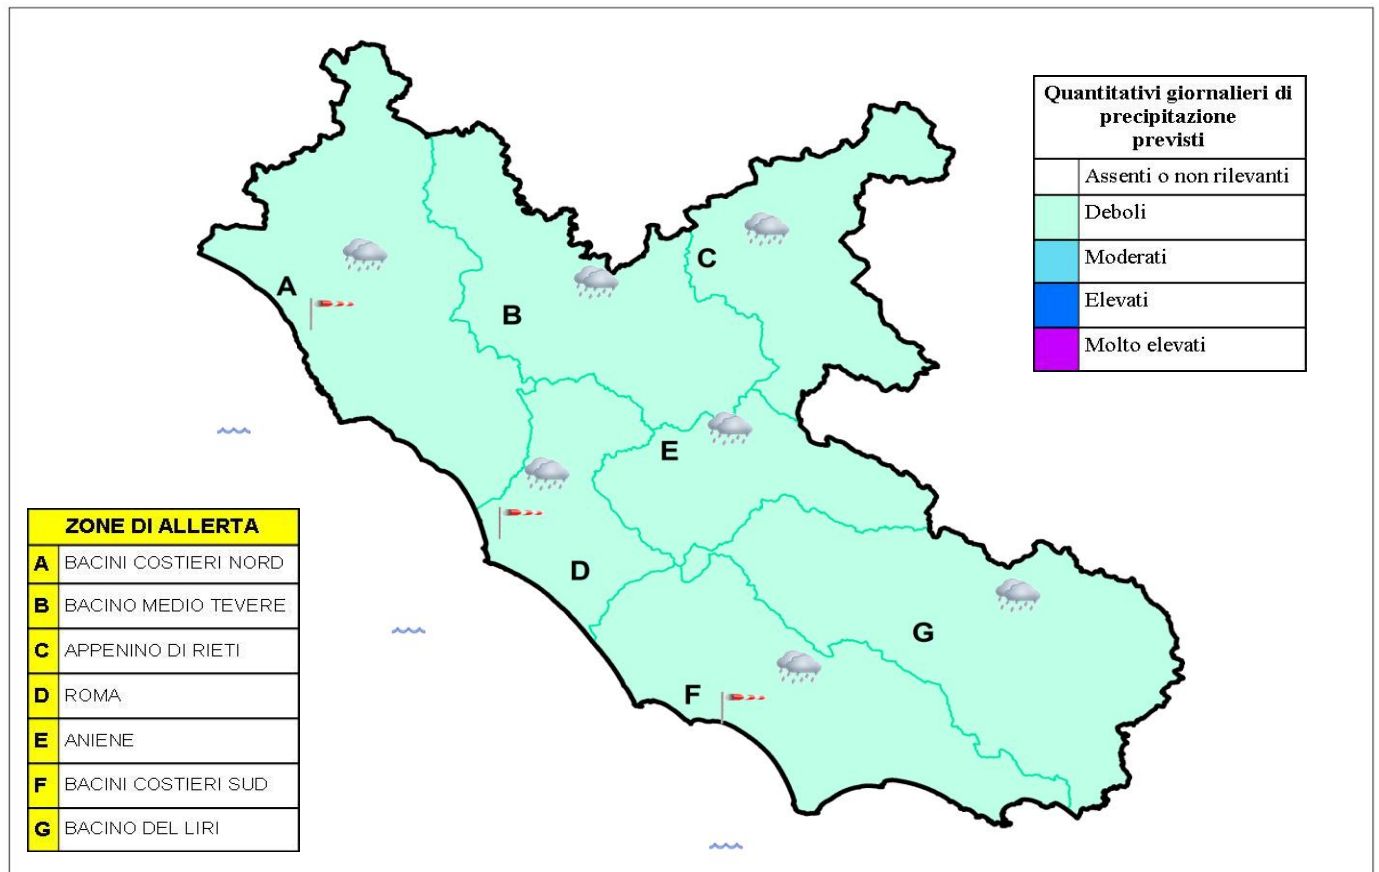 Quantitativi giornalieri di
precipitazione
previsti
Assenti o non rilevanti
Deboli
Moderati
Elevati
Molto elevati
A
B
C
D
E
F
G
ZONE DI ALLERTA
A BACINI COSTIERI NORD
B BACINO MEDIO TEVERE
C APPENINO DI RIETI
D ROMA
E ANIENE
F BACINI COSTIERI SUD
G BACINO DEL LIRI